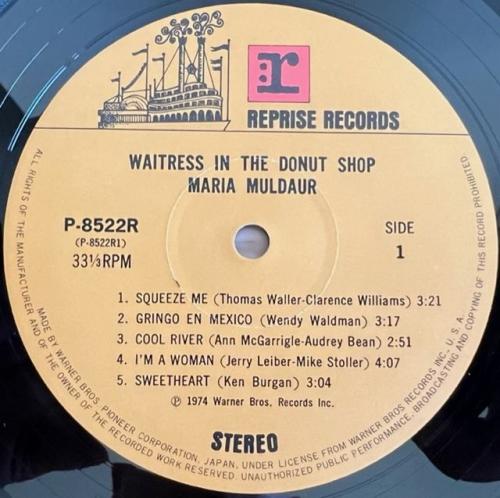 r
REPRISE RECORDS
WAITRESS IN THE DONUT SHOP
MARIA MULDAUR
P-8522R
(P-8522R1)
33⅓RPM
SIDE
1
1. SQUEEZE ME (Thomas Waller-Clarence Williams) 3:21
2. GRINGO EN MEXICO (Wendy Waldman) 3:17
3. COOL RIVER (Ann McGarrigle-Audrey Bean) 2:51
4. I'M A WOMAN (Jerry Leiber-Mike Stoller) 4:07
5. SWEETHEART (Ken Burgan) 3:04
℗ 1974 Warner Bros. Records Inc.
STEREO
MADE BY WARNER BROS. PIONEER CORPORATION, JAPAN, UNDER LICENSE FROM WARNER BROS. RECORDS INC., U.S.A.
ALL RIGHTS OF THE MANUFACTURER AND OF THE OWNER OF THE RECORDED WORK RESERVED. UNAUTHORIZED PUBLIC PERFORMANCE, BROADCASTING AND COPYING OF THIS RECORD PROHIBITED